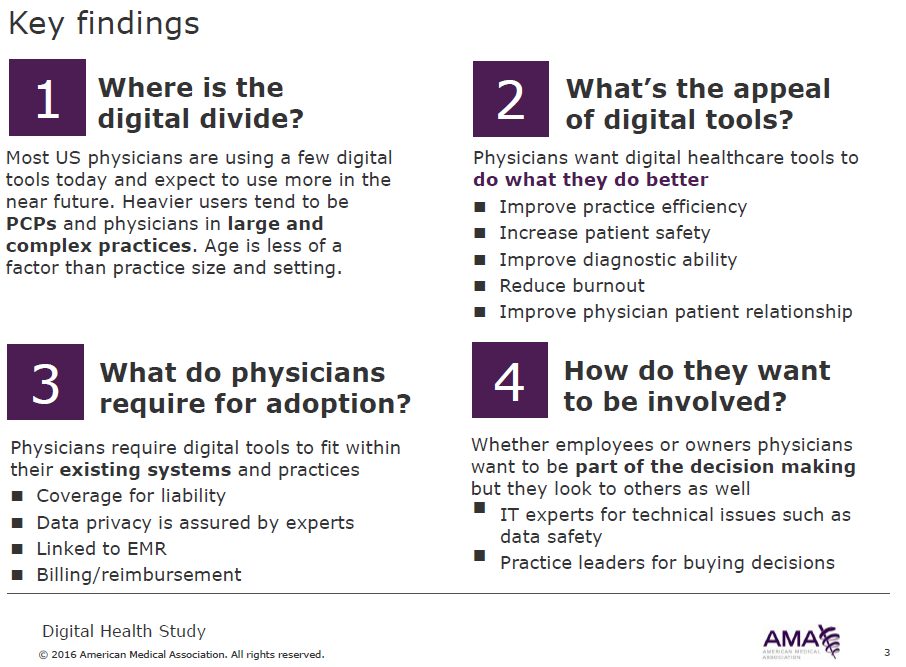 Key findings
1
Where is the
digital divide?
Most US physicians are using a few digital
tools today and expect to use more in the
near future. Heavier users tend to be
PCPs and physicians in large and
complex practices. Age is less of a
factor than practice size and setting.
2
What’s the appeal
of digital tools?
Physicians want digital healthcare tools to
do what they do better
■ Improve practice efficiency
■ Increase patient safety
■ Improve diagnostic ability
■ Reduce burnout
■ Improve physician patient relationship
3
What do physicians
require for adoption?
Physicians require digital tools to fit within
their existing systems and practices
■ Coverage for liability
■ Data privacy is assured by experts
■ Linked to EMR
■ Billing/reimbursement
4
How do they want
to be involved?
Whether employees or owners physicians
want to be part of the decision making
but they look to others as well
■ IT experts for technical issues such as
data safety
■ Practice leaders for buying decisions
Digital Health Study
© 2016 American Medical Association. All rights reserved.
AMA
AMERICAN MEDICAL
ASSOCIATION
3